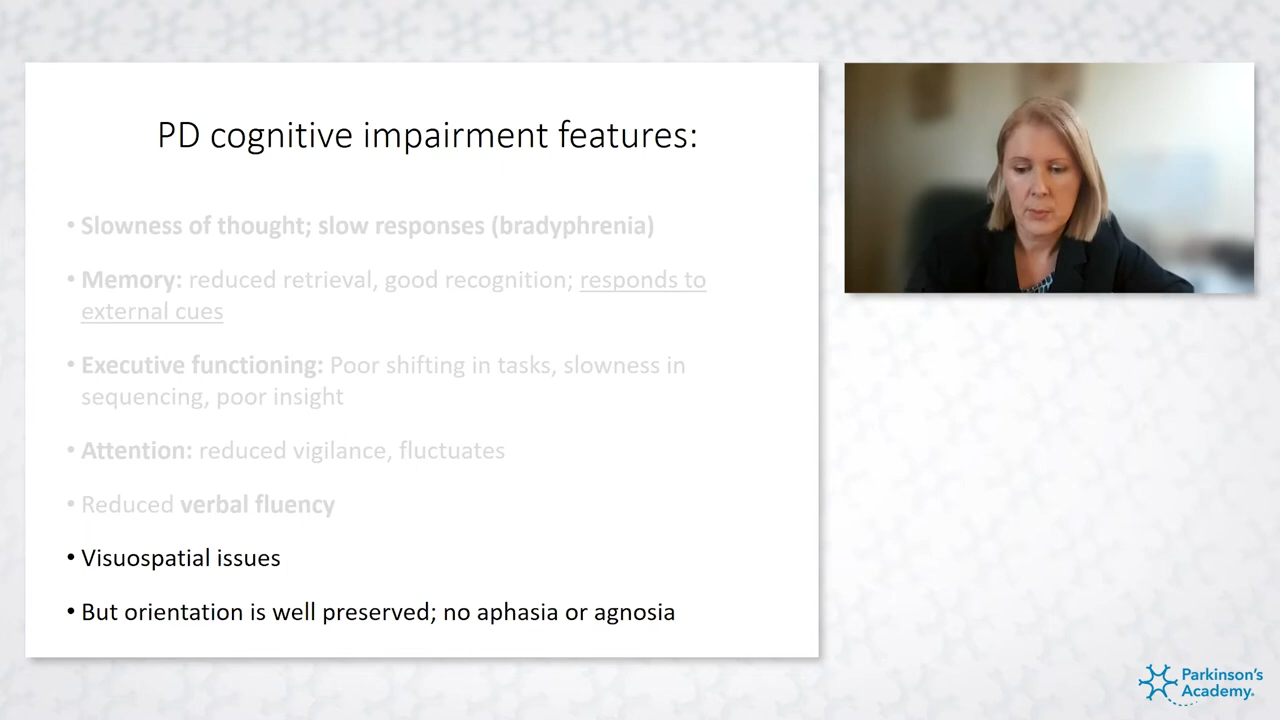 PD cognitive impairment features:
• Slowness of thought; slow responses (bradyphrenia)
• Memory: reduced retrieval, good recognition; responds to
external cues
• Executive functioning: Poor shifting in tasks, slowness in
sequencing, poor insight
• Attention: reduced vigilance, fluctuates
• Reduced verbal fluency
• Visuospatial issues
• But orientation is well preserved; no aphasia or agnosia
Parkinson's
Academy.